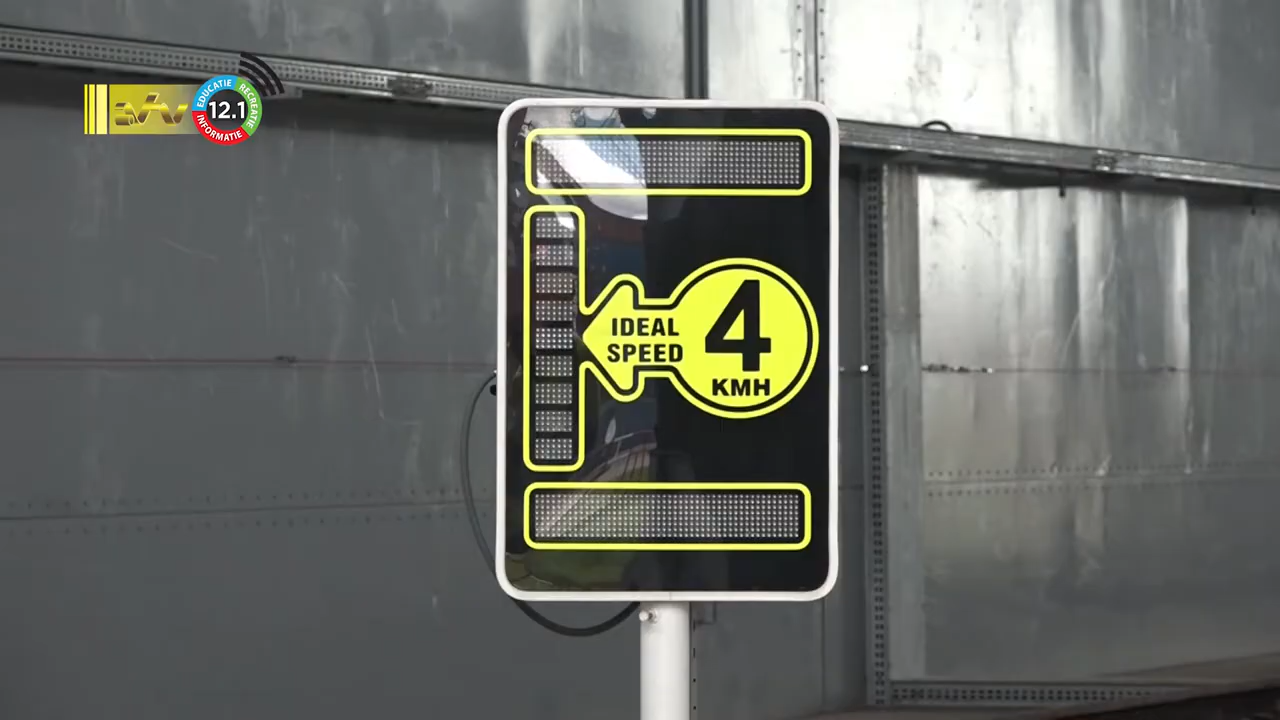 EDUCATIE
RECREATIE
12.1
INFORMATIE
IDEAL
SPEED
4
KMH